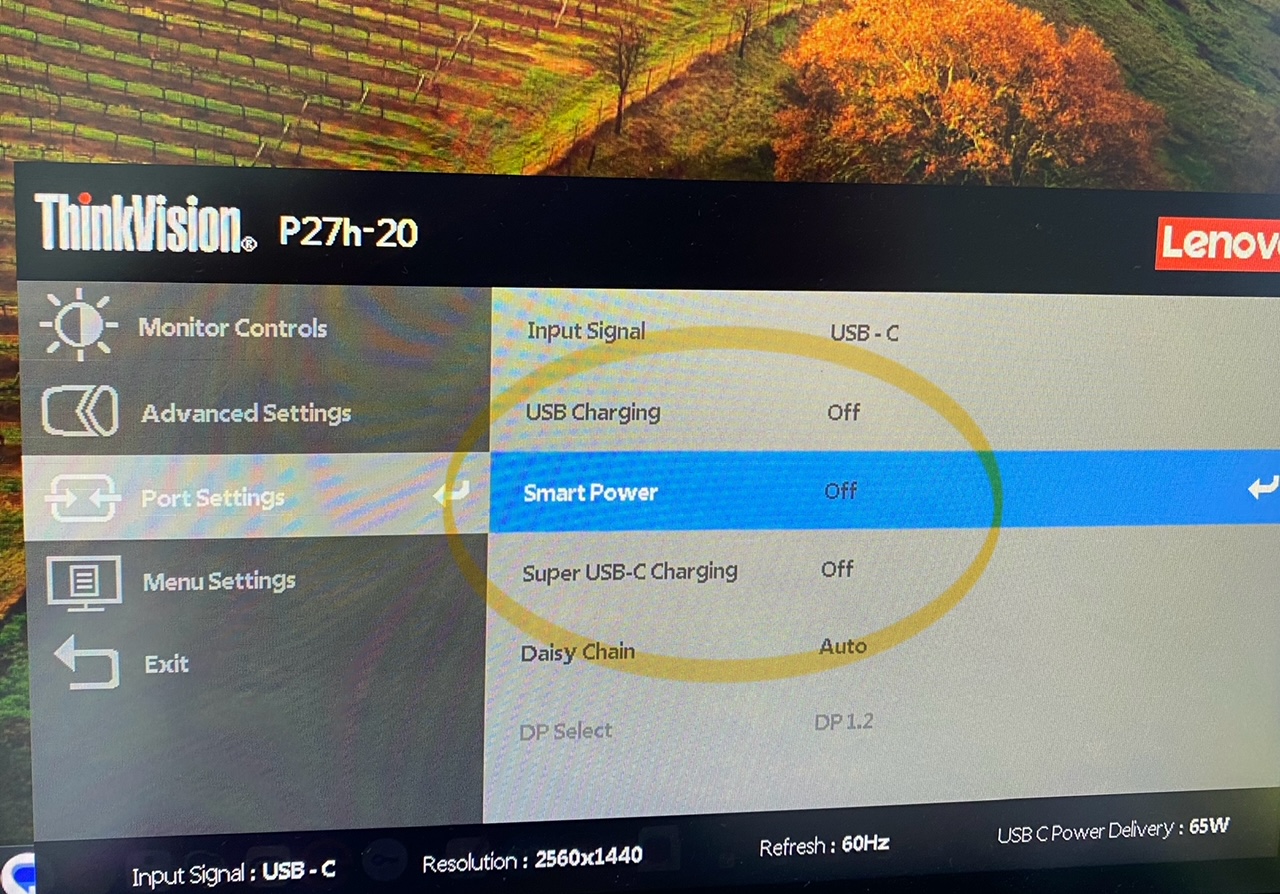 ThinkVision® P27h-20
Monitor Controls
Advanced Settings
Port Settings
Menu Settings
Exit
Input Signal USB - C
USB Charging Off
Smart Power Off
Super USB-C Charging Off
Daisy Chain Auto
DP Select DP 1.2
Input Signal : USB - C Resolution : 2560x1440 Refresh : 60Hz USB C Power Delivery : 65W